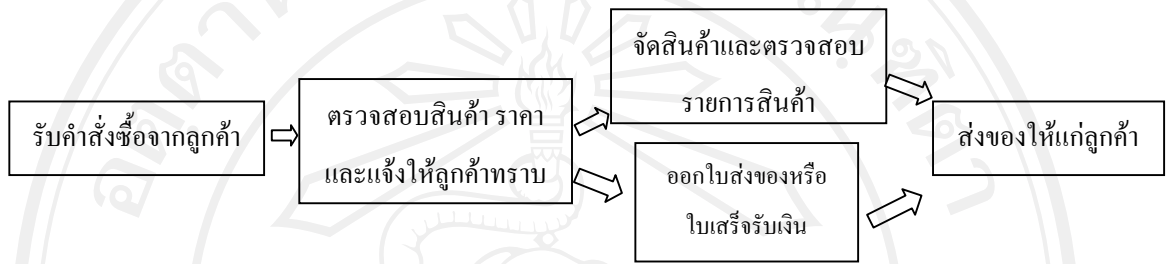 รับคำสั่งซื้อจากลูกค้า
ตรวจสอบสินค้า ราคา
และแจ้งให้ลูกค้าทราบ
จัดสินค้าและตรวจสอบ
รายการสินค้า
ออกใบส่งของหรือ
ใบเสร็จรับเงิน
ส่งของให้แก่ลูกค้า